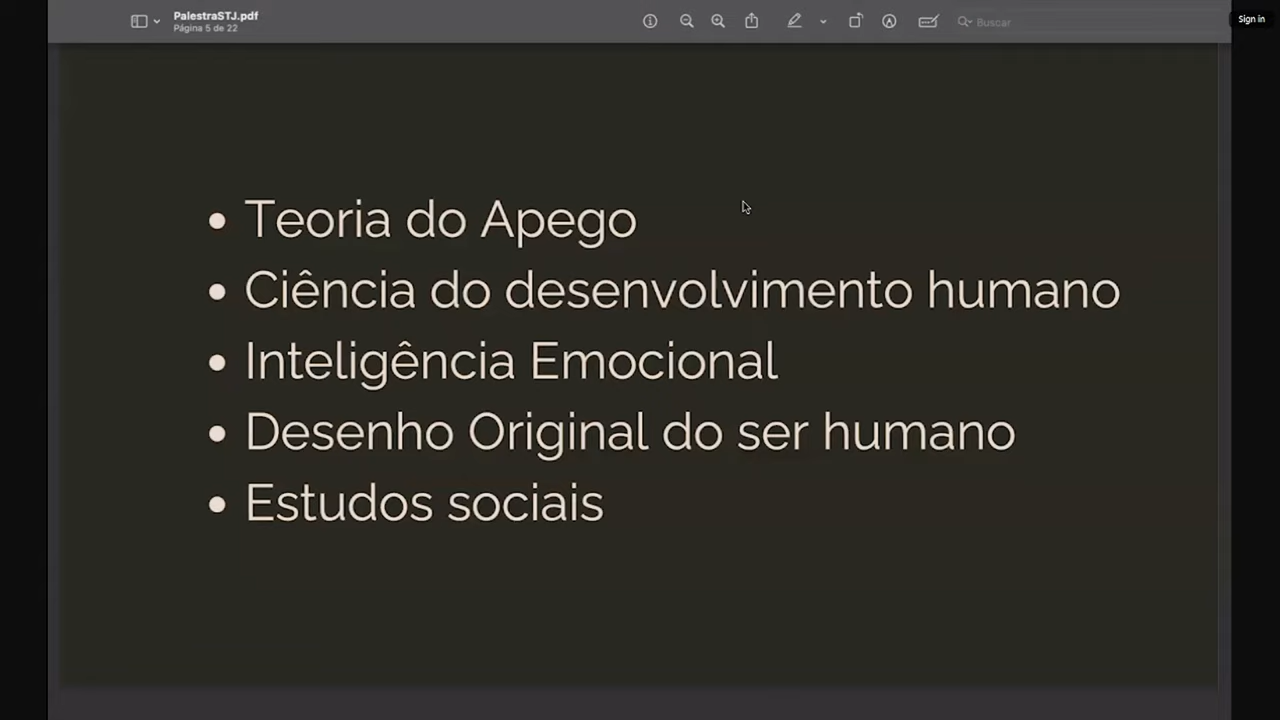 PalestraSTJ.pdf
Página 5 de 22
Buscar
Sign in
• Teoria do Apego
• Ciência do desenvolvimento humano
• Inteligência Emocional
• Desenho Original do ser humano
• Estudos sociais